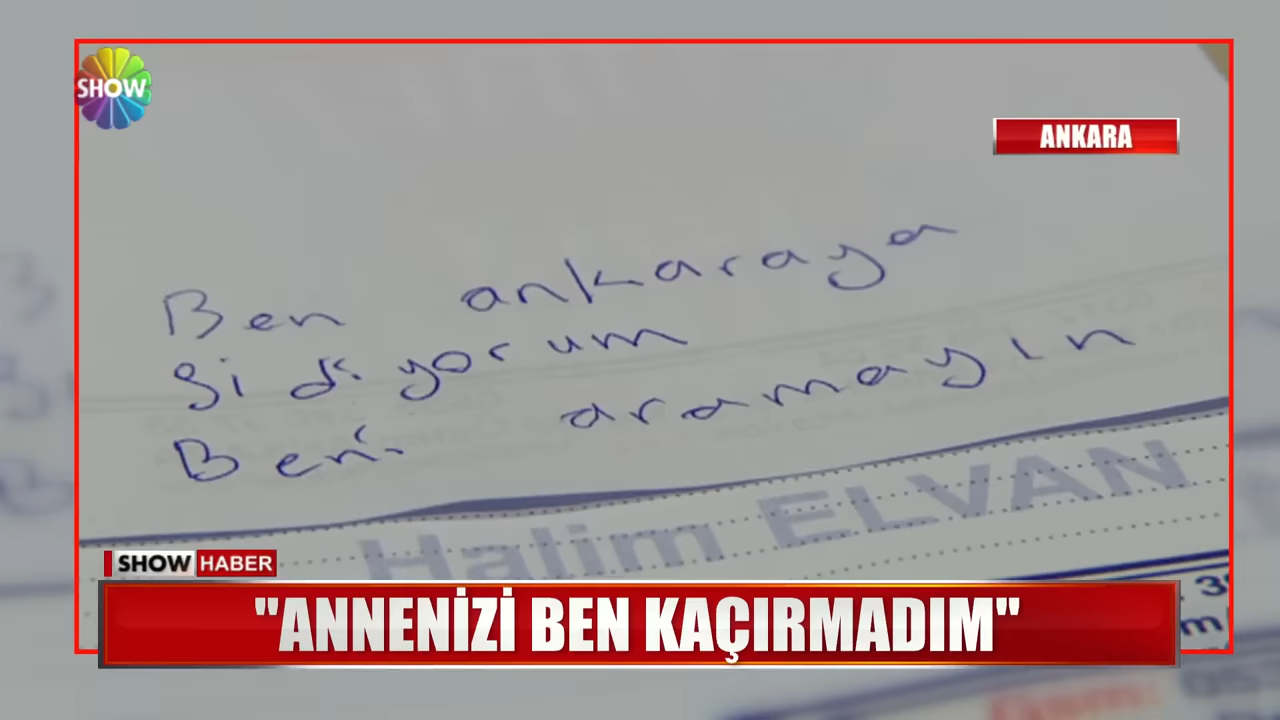 SHOW
ANKARA
Ben ankaraya
gidiyorum
Beni aramayın
Halim ELVAN
SHOW HABER
"ANNENİZİ BEN KAÇIRMADIM"